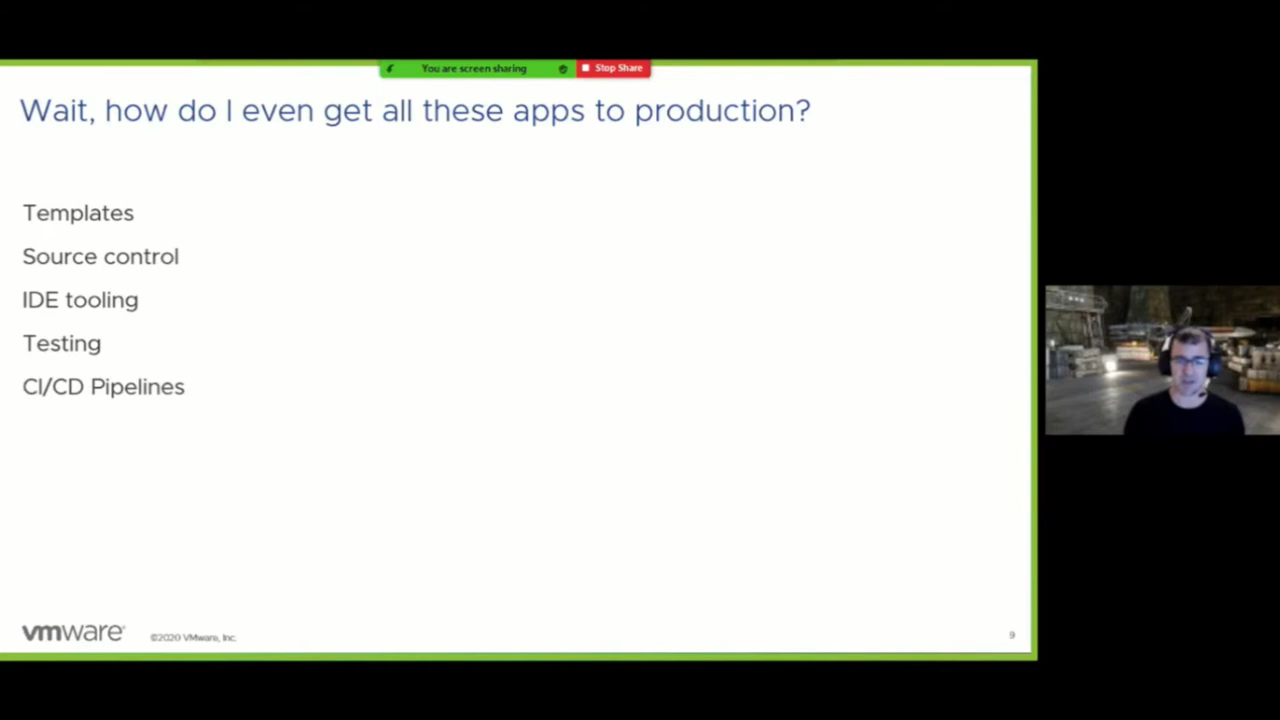 You are screen sharing
Stop Share
Wait, how do I even get all these apps to production?
Templates
Source control
IDE tooling
Testing
CI/CD Pipelines
vmware®
©2020 VMware, Inc.
9